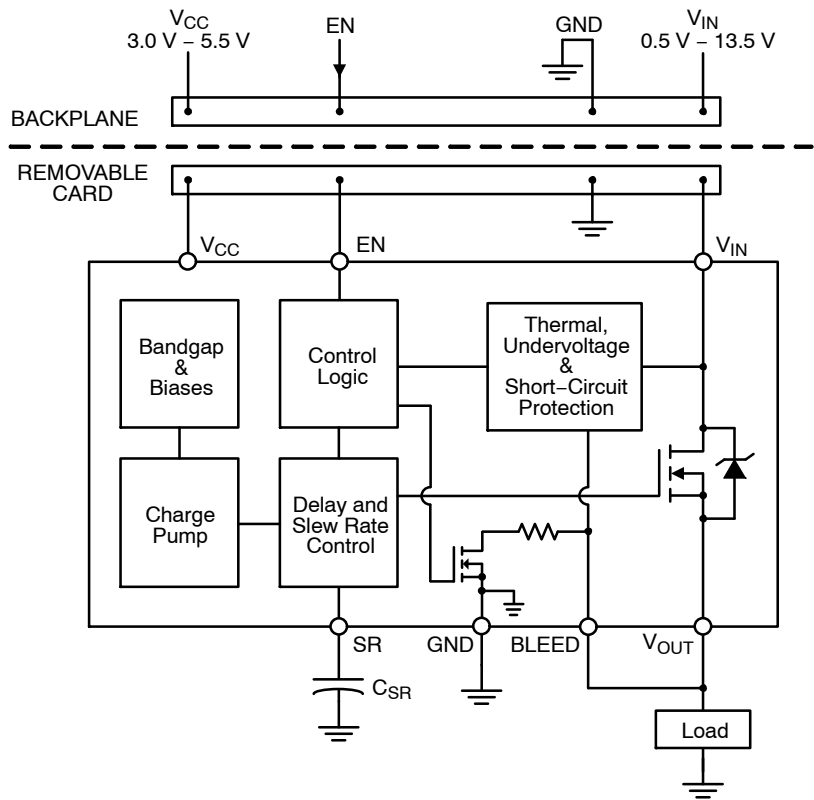 VCC
3.0 V – 5.5 V
EN
GND
VIN
0.5 V – 13.5 V
BACKPLANE
REMOVABLE
CARD
VCC
EN
VIN
Bandgap
&
Biases
Control
Logic
Thermal,
Undervoltage
&
Short–Circuit
Protection
Charge
Pump
Delay and
Slew Rate
Control
SR
GND
BLEED
VOUT
CSR
Load